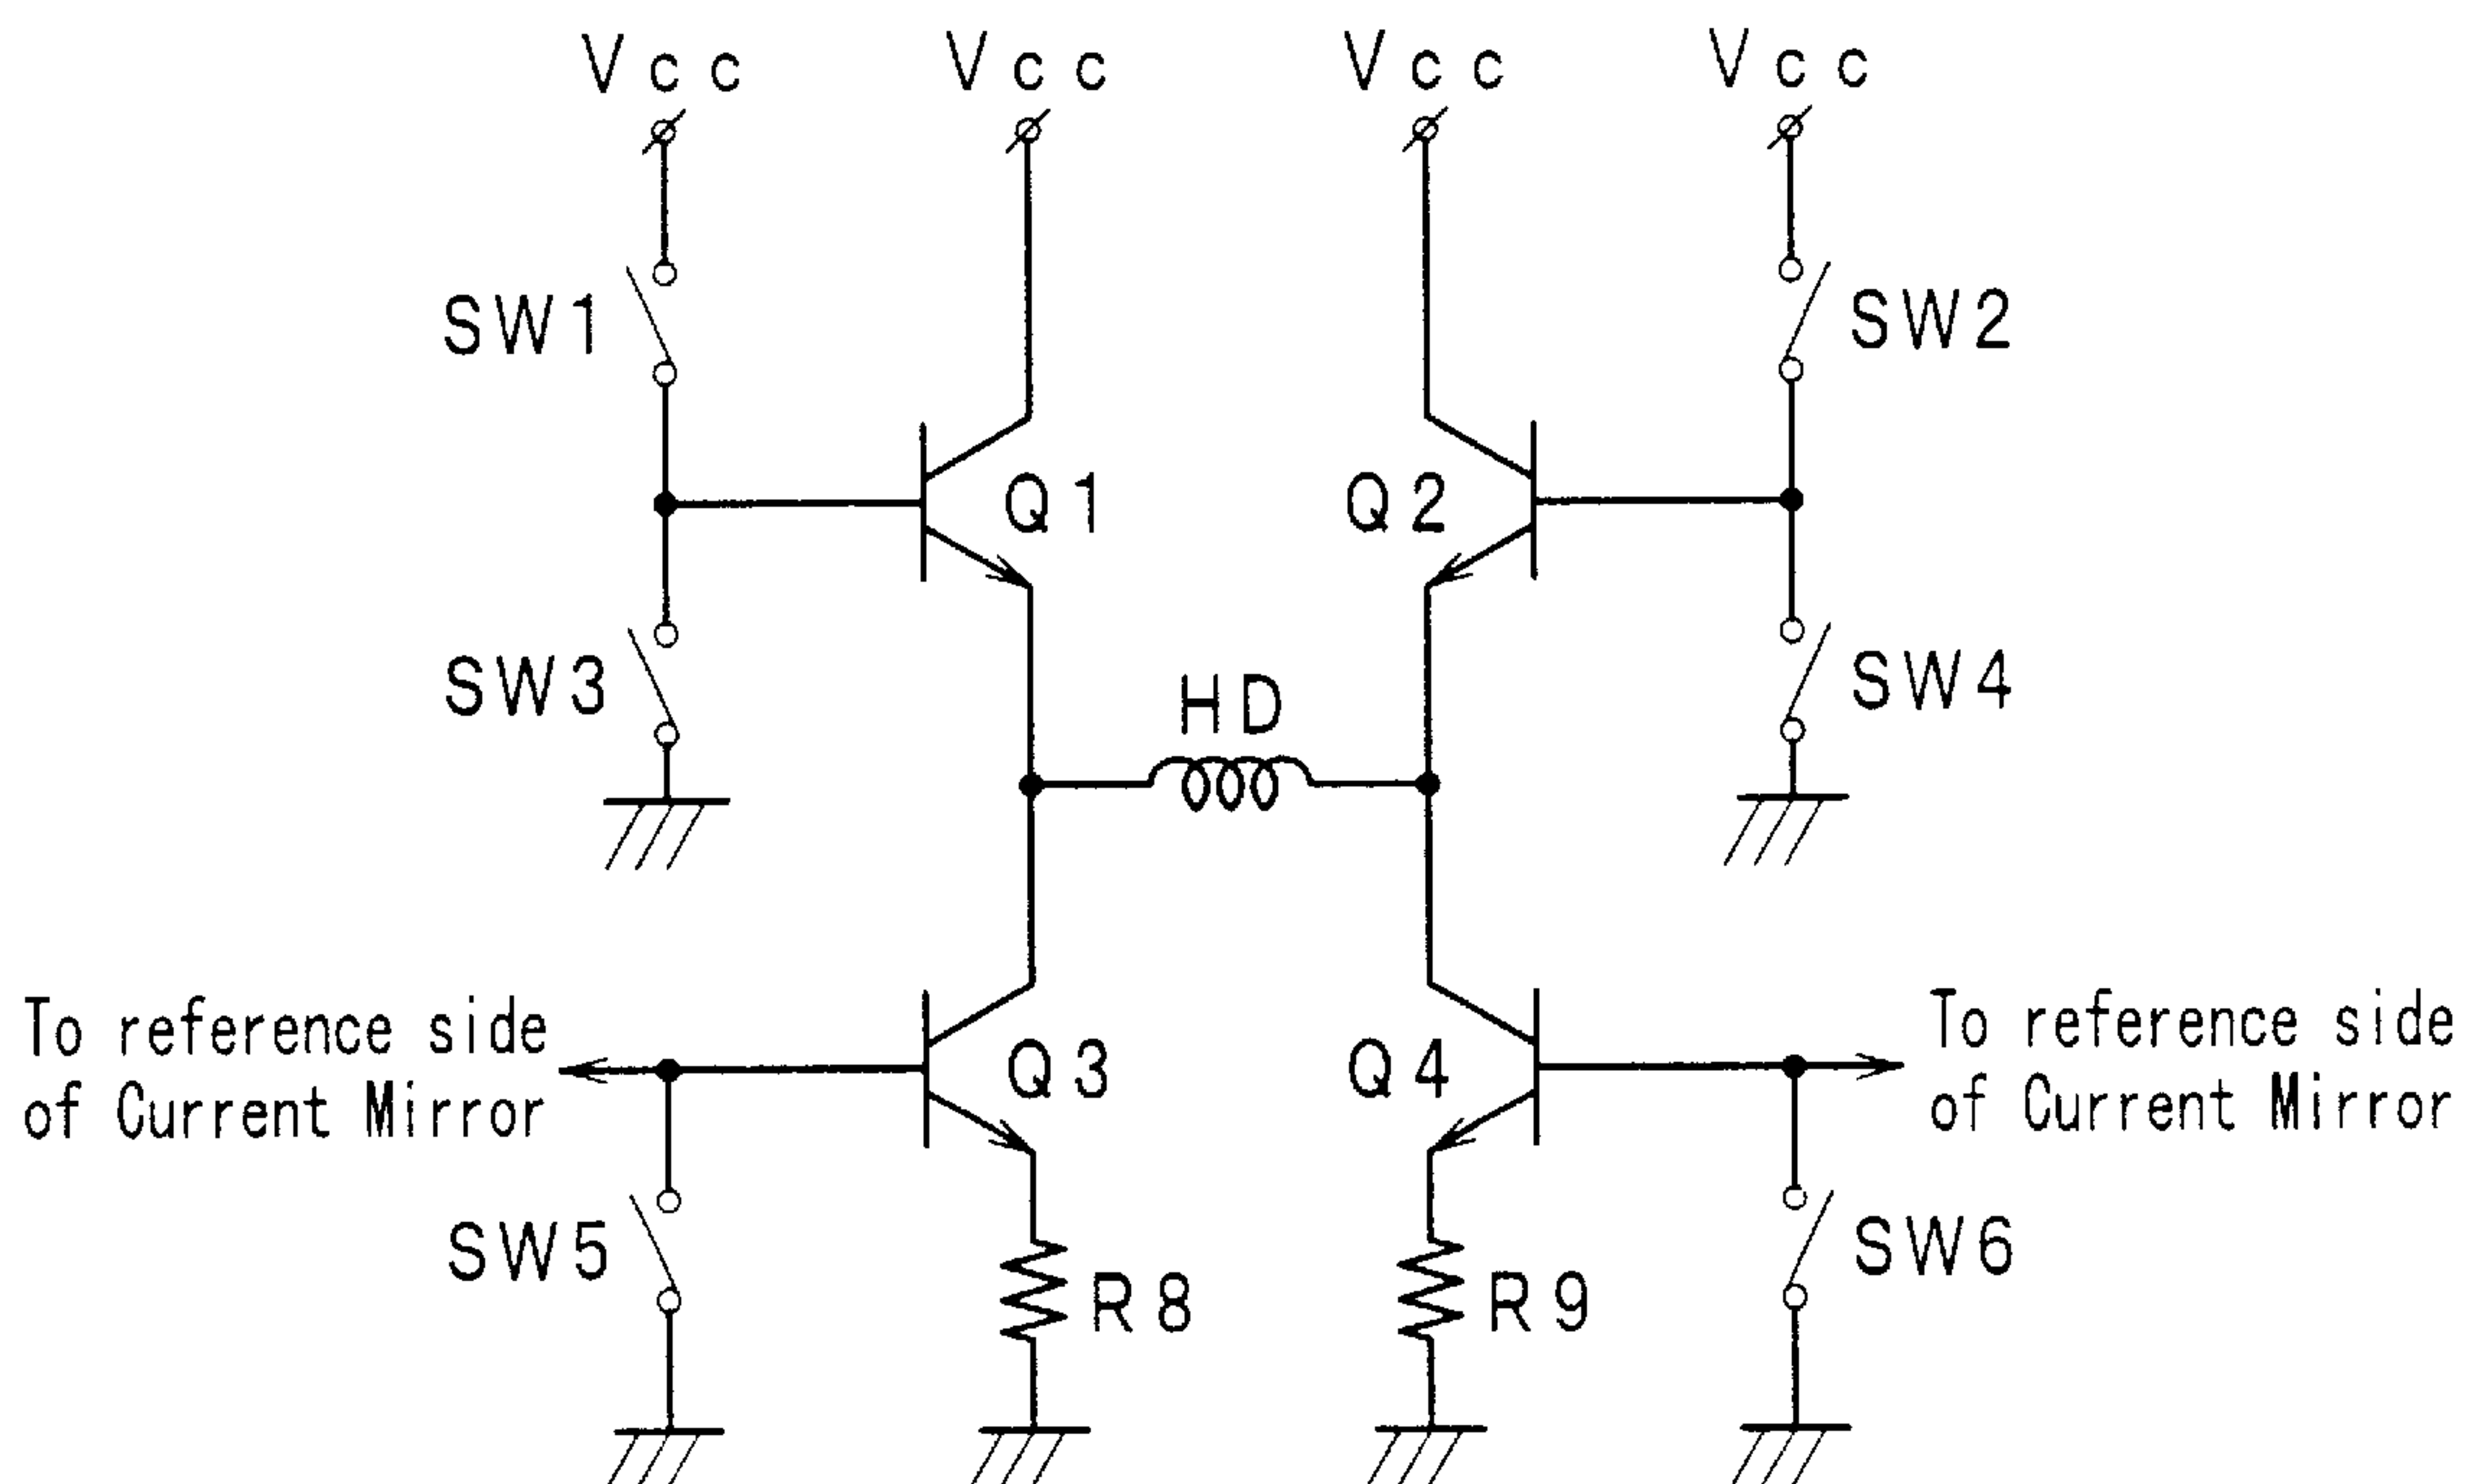 Vcc
Vcc
Vcc
Vcc
SW1
SW2
Q1
Q2
SW3
HD
SW4
To reference side
of Current Mirror
Q3
Q4
To reference side
of Current Mirror
SW5
R8
R9
SW6